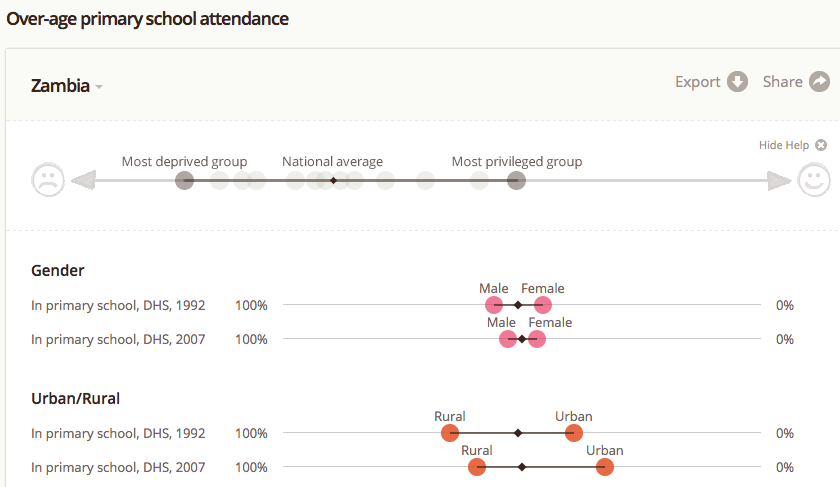 Over-age primary school attendance
Zambia
Export Share
Hide Help
Most deprived group National average Most privileged group
Gender
Male Female
In primary school, DHS, 1992 100% 0%
Male Female
In primary school, DHS, 2007 100% 0%
Urban/Rural
Rural Urban
In primary school, DHS, 1992 100% 0%
Rural Urban
In primary school, DHS, 2007 100% 0%